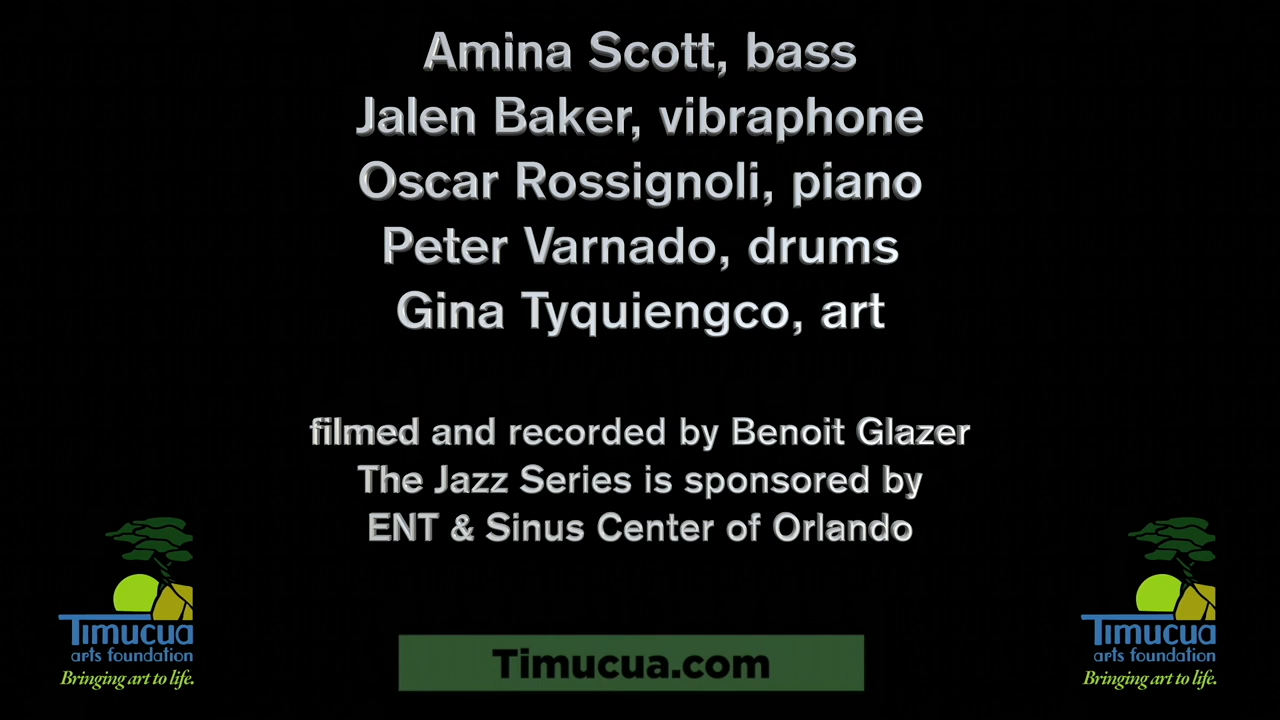 Amina Scott, bass
Jalen Baker, vibraphone
Oscar Rossignoli, piano
Peter Varnado, drums
Gina Tyquiengco, art
filmed and recorded by Benoit Glazer
The Jazz Series is sponsored by
ENT & Sinus Center of Orlando
Timucua
arts foundation
Bringing art to life.
Timucua.com
Timucua
arts foundation
Bringing art to life.